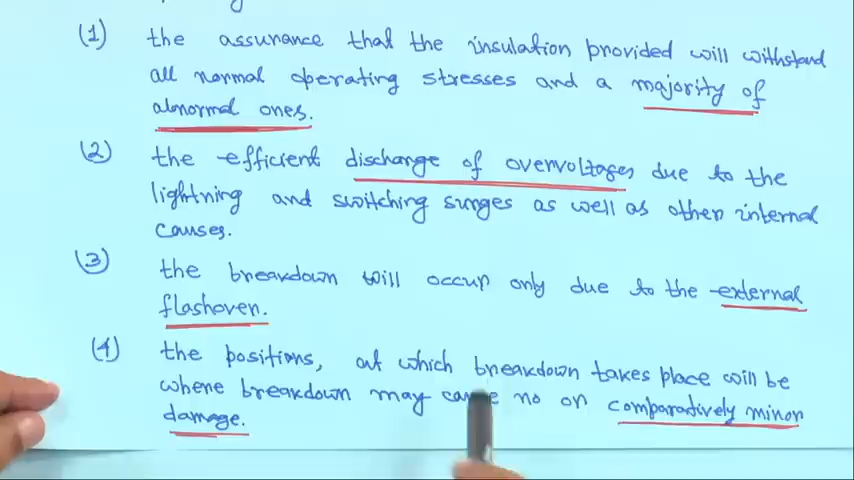 (1) the assurance that the insulation provided will withstand
all normal operating stresses and a majority of
abnormal ones.
(2) the efficient discharge of overvoltages due to the
lightning and switching surges as well as other internal
causes.
(3) the breakdown will occur only due to the external
flashover.
(4) the positions, at which breakdown takes place will be
where breakdown may cause no or comparatively minor
damage.